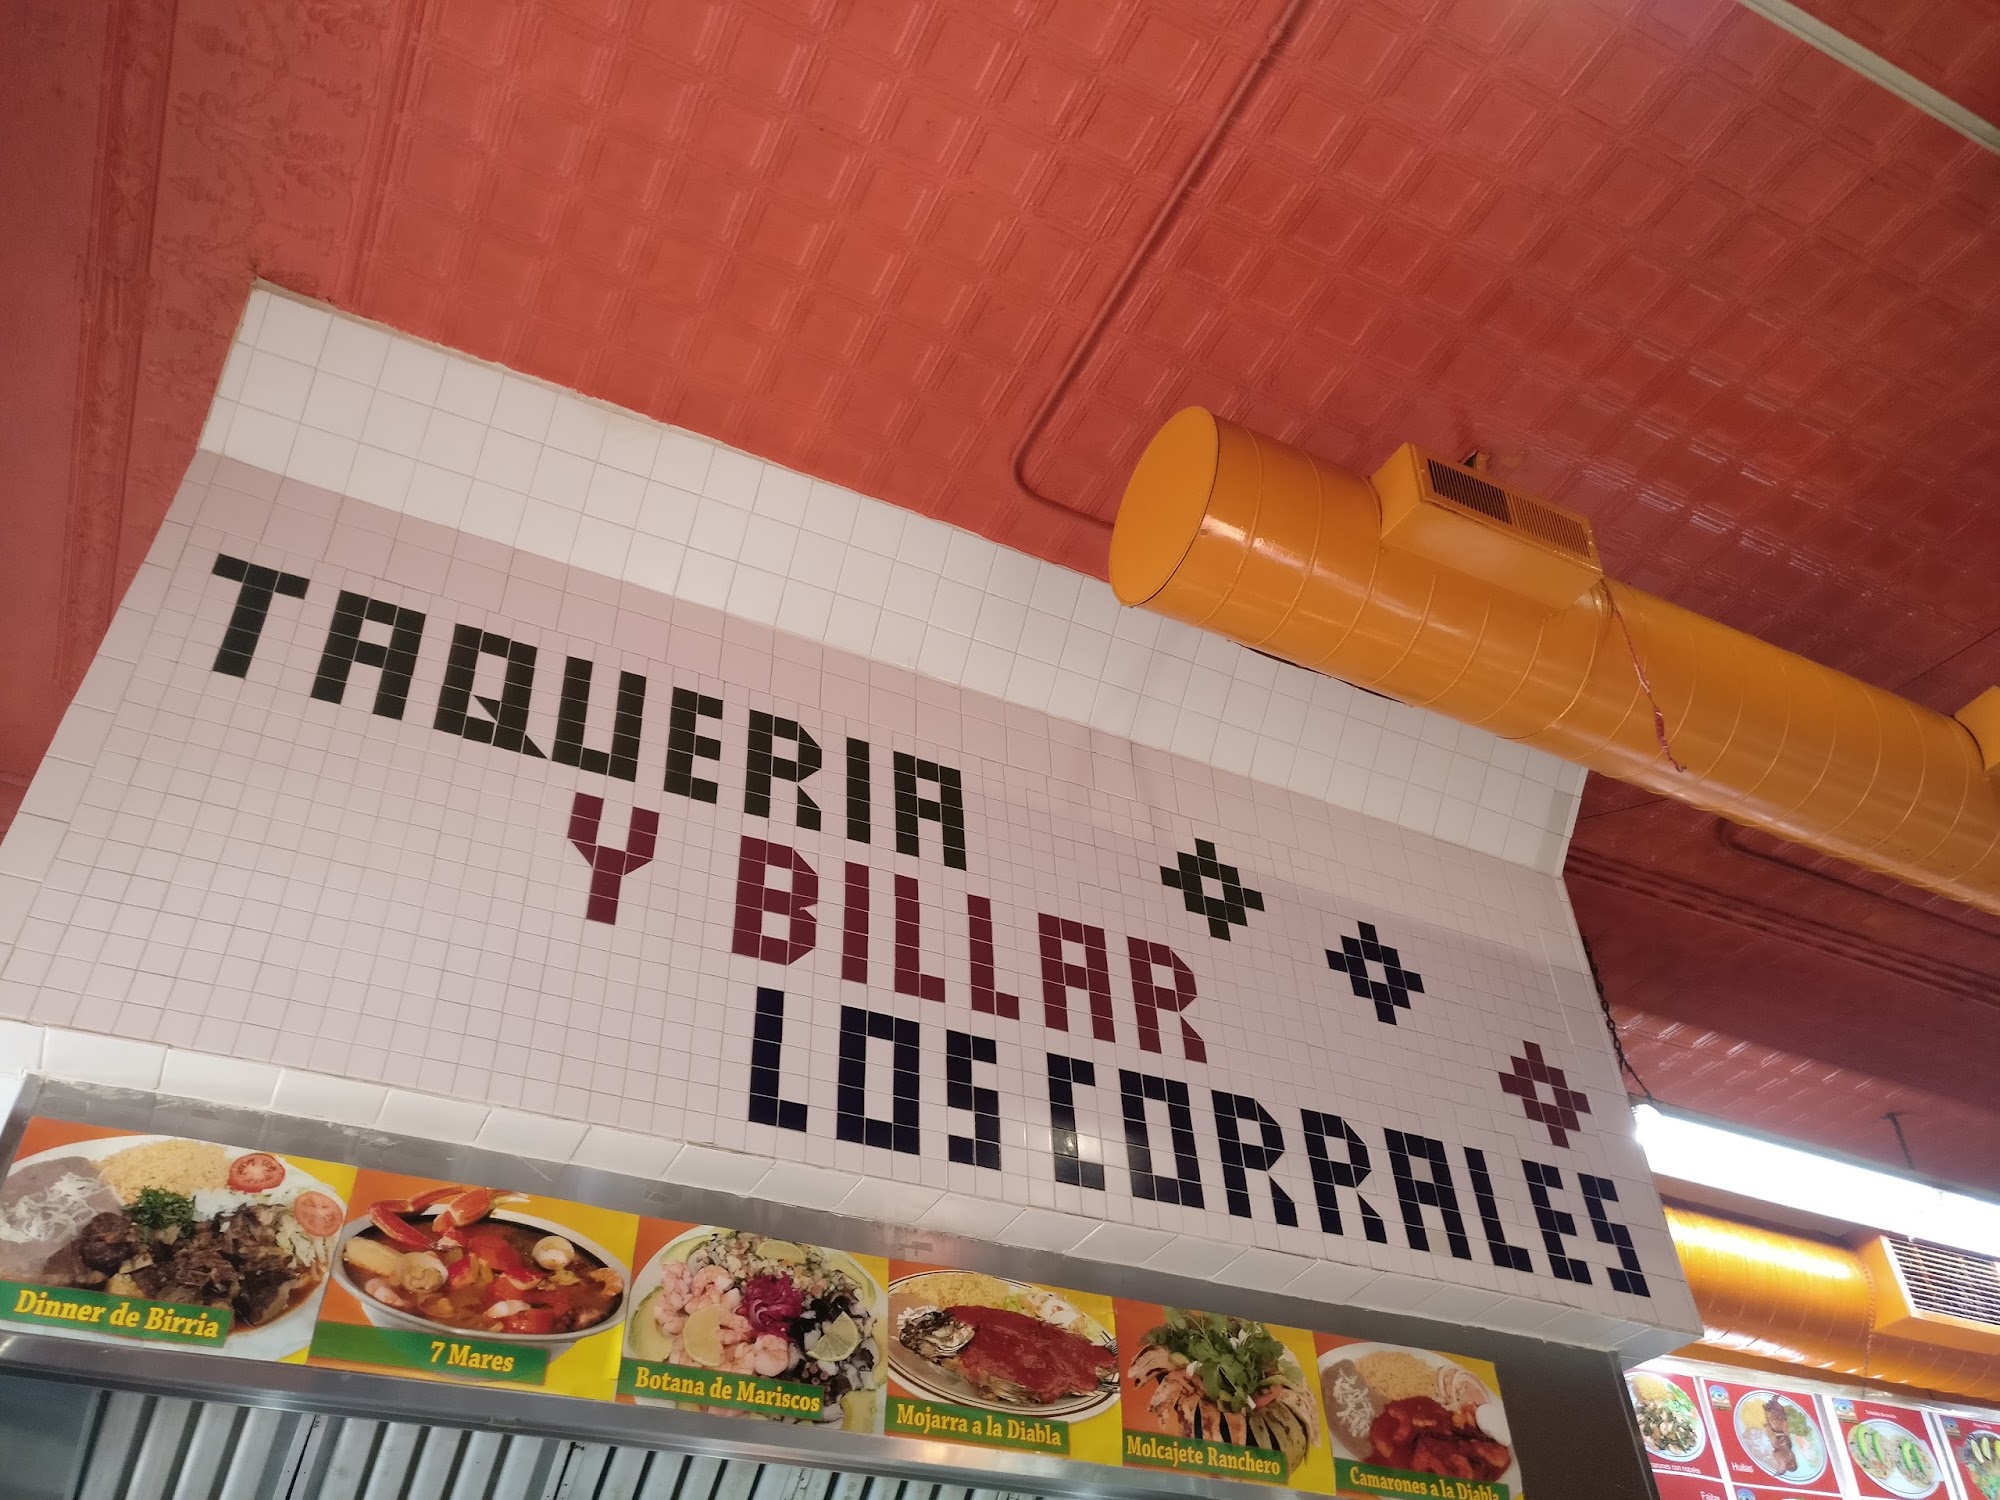 TAQUERIA
Y BILLAR
LOS CORRALES
Dinner de Birria
7 Mares
Botana de Mariscos
Mojarra a la Diabla
Molcajete Ranchero
Camarones a la Diabla